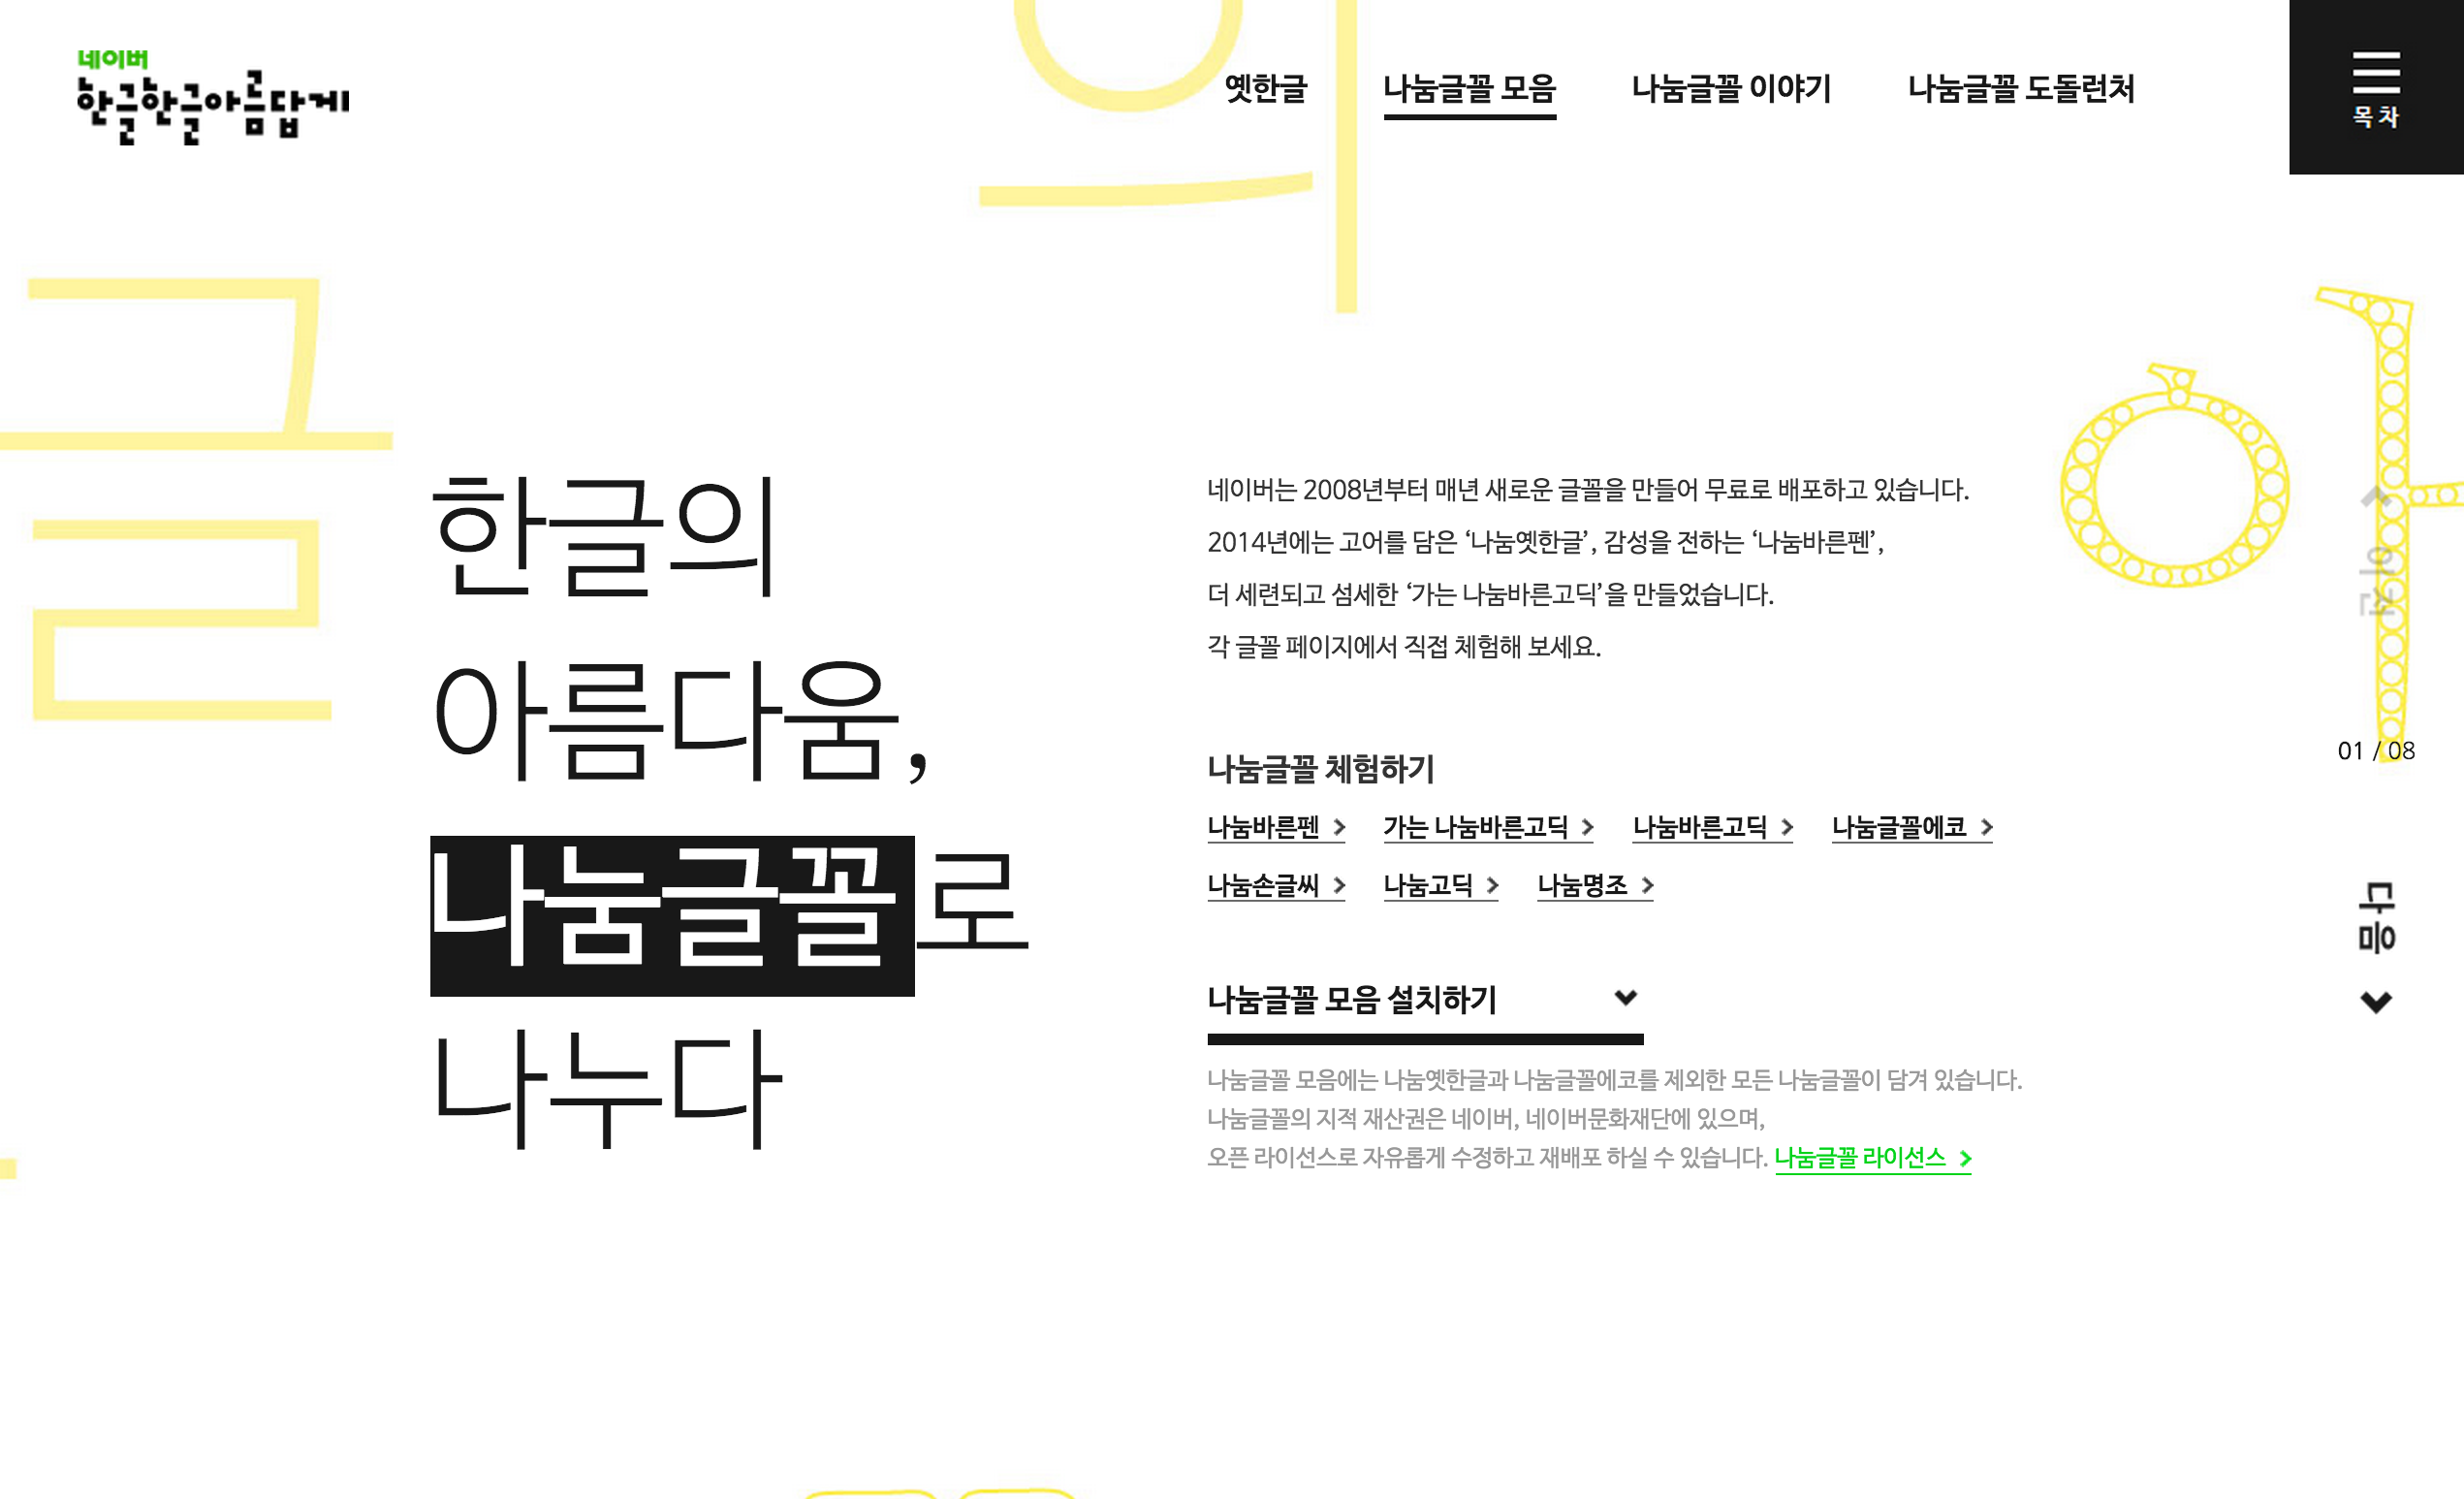 네이버
한글한글아름답게
옛한글 나눔글꼴 모음 나눔글꼴 이야기 나눔글꼴 도돌런처
목차
의
글
아
한글의
아름다움,
나눔글꼴로
나누다
네이버는 2008년부터 매년 새로운 글꼴을 만들어 무료로 배포하고 있습니다.
2014년에는 고어를 담은 ‘나눔옛한글’, 감성을 전하는 ‘나눔바른펜’,
더 세련되고 섬세한 ‘가는 나눔바른고딕’을 만들었습니다.
각 글꼴 페이지에서 직접 체험해 보세요.
나눔글꼴 체험하기
나눔바른펜 가는 나눔바른고딕 나눔바른고딕 나눔글꼴에코
나눔손글씨 나눔고딕 나눔명조
나눔글꼴 모음 설치하기
나눔글꼴 모음에는 나눔옛한글과 나눔글꼴에코를 제외한 모든 나눔글꼴이 담겨 있습니다.
나눔글꼴의 지적 재산권은 네이버, 네이버문화재단에 있으며,
오픈 라이선스로 자유롭게 수정하고 재배포 하실 수 있습니다. 나눔글꼴 라이선스
이전
01 / 08
다음